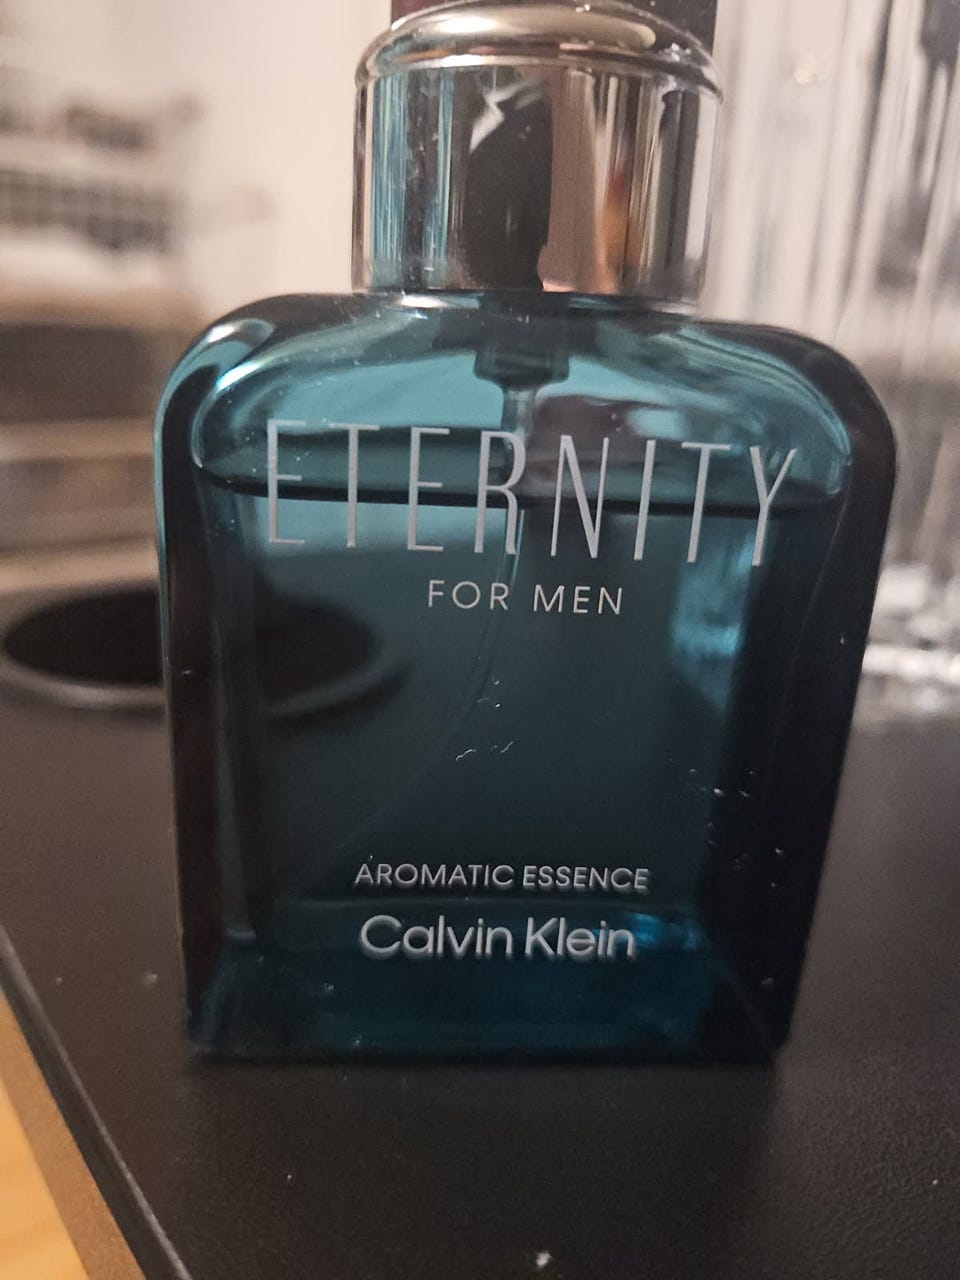 ETERNITY
FOR MEN
AROMATIC ESSENCE
Calvin Klein